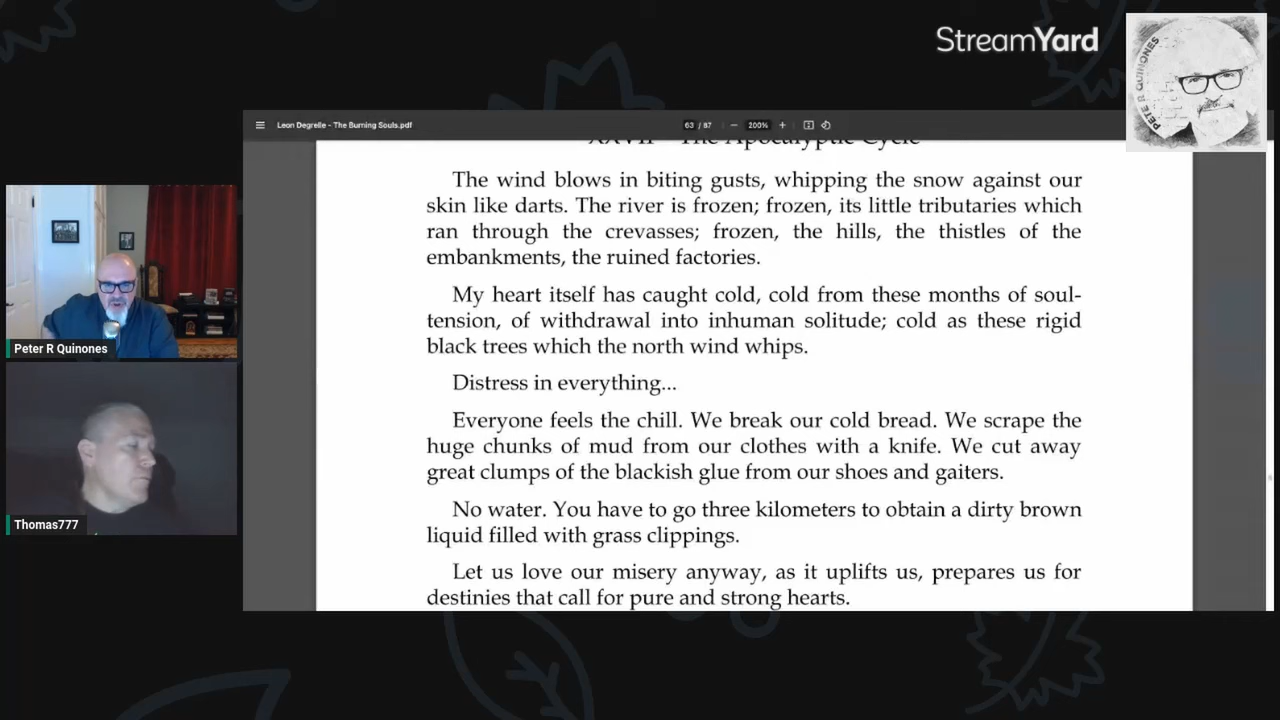 StreamYard
PETER R QUINONES
Leon Degrelle - The Burning Souls.pdf
63 / 87
200%
XXVII – The Apocalyptic Cycle
The wind blows in biting gusts, whipping the snow against our
skin like darts. The river is frozen; frozen, its little tributaries which
ran through the crevasses; frozen, the hills, the thistles of the
embankments, the ruined factories.
My heart itself has caught cold, cold from these months of soul-
tension, of withdrawal into inhuman solitude; cold as these rigid
black trees which the north wind whips.
Distress in everything...
Everyone feels the chill. We break our cold bread. We scrape the
huge chunks of mud from our clothes with a knife. We cut away
great clumps of the blackish glue from our shoes and gaiters.
No water. You have to go three kilometers to obtain a dirty brown
liquid filled with grass clippings.
Let us love our misery anyway, as it uplifts us, prepares us for
destinies that call for pure and strong hearts.
Peter R Quinones
Thomas777